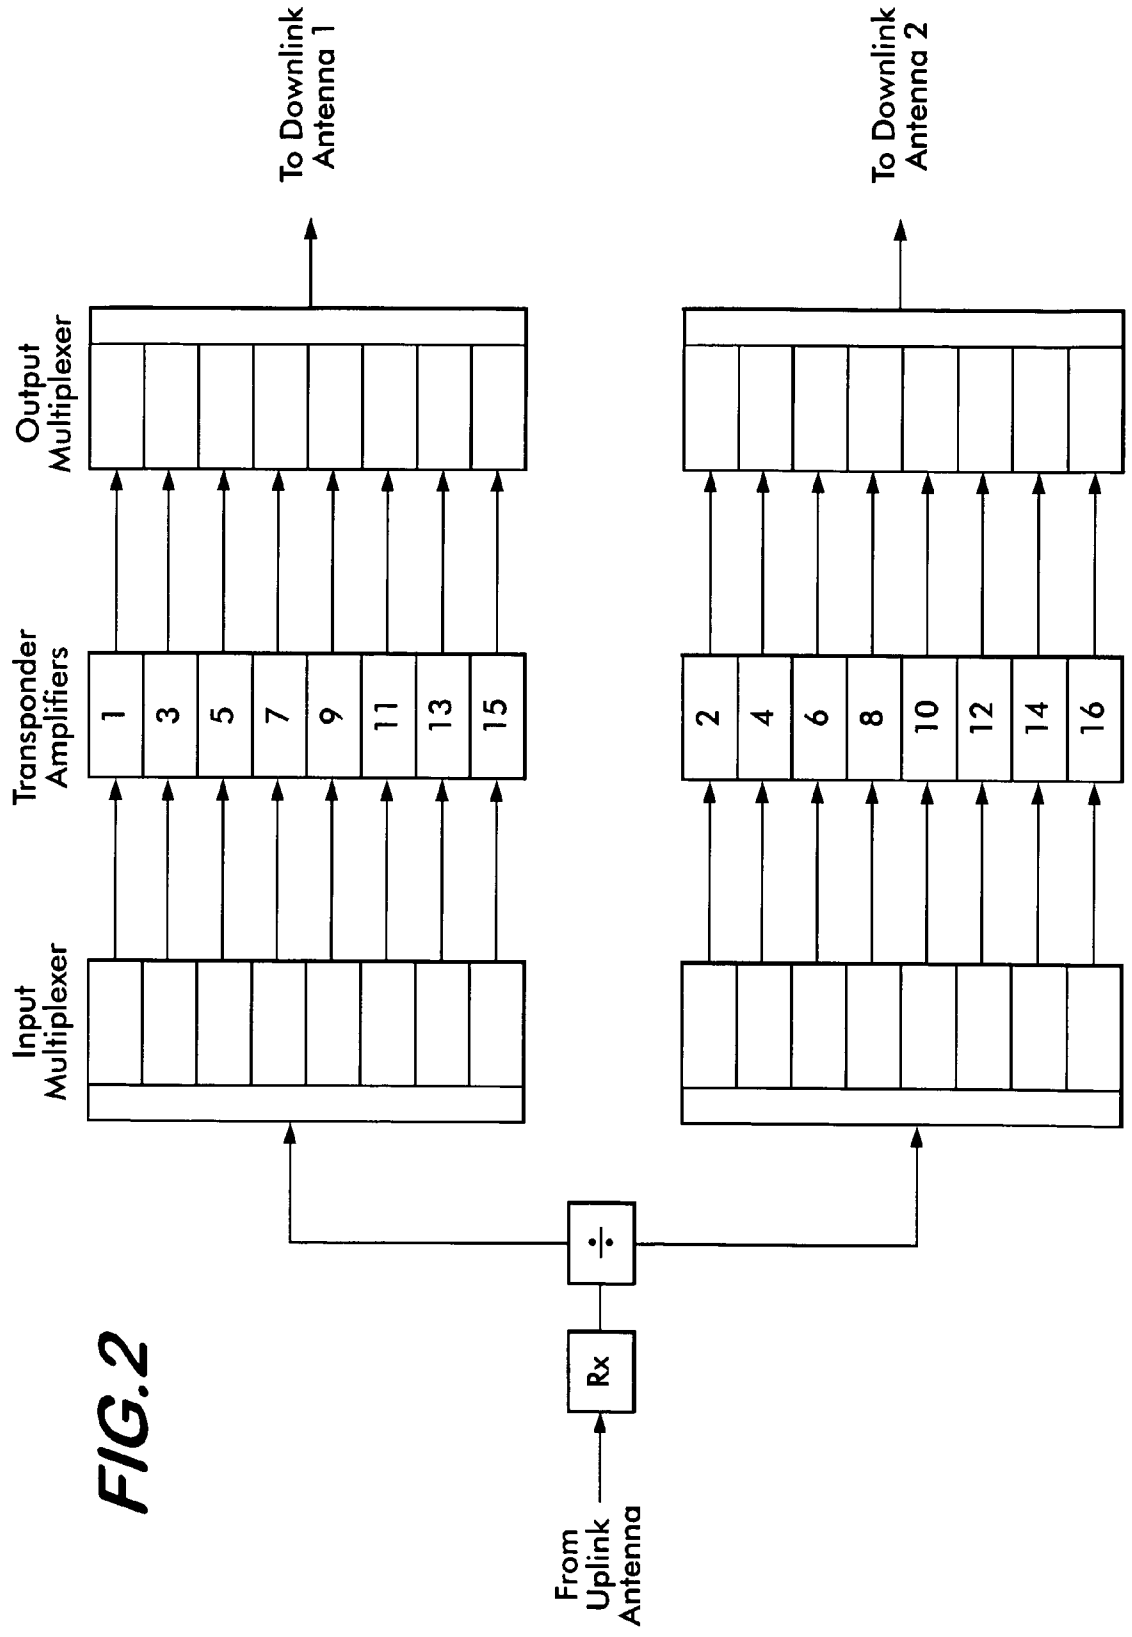 FIG.2
From
Uplink
Antenna
Rx
÷
Input
Multiplexer
Transponder
Amplifiers
Output
Multiplexer
1
3
5
7
9
11
13
15
To Downlink
Antenna 1
2
4
6
8
10
12
14
16
To Downlink
Antenna 2